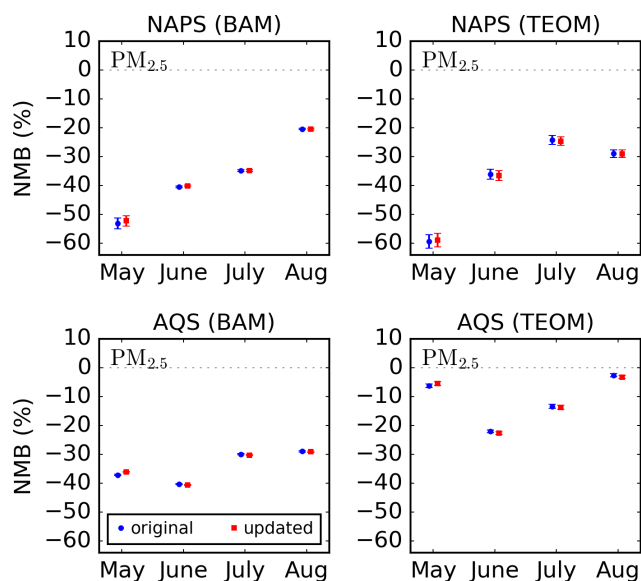 NAPS (BAM)
10
0
−10
−20
−30
−40
−50
−60
NMB (%)
PM2.5
May June July Aug
NAPS (TEOM)
10
0
−10
−20
−30
−40
−50
−60
PM2.5
May June July Aug
AQS (BAM)
10
0
−10
−20
−30
−40
−50
−60
NMB (%)
PM2.5
original updated
May June July Aug
AQS (TEOM)
10
0
−10
−20
−30
−40
−50
−60
PM2.5
May June July Aug